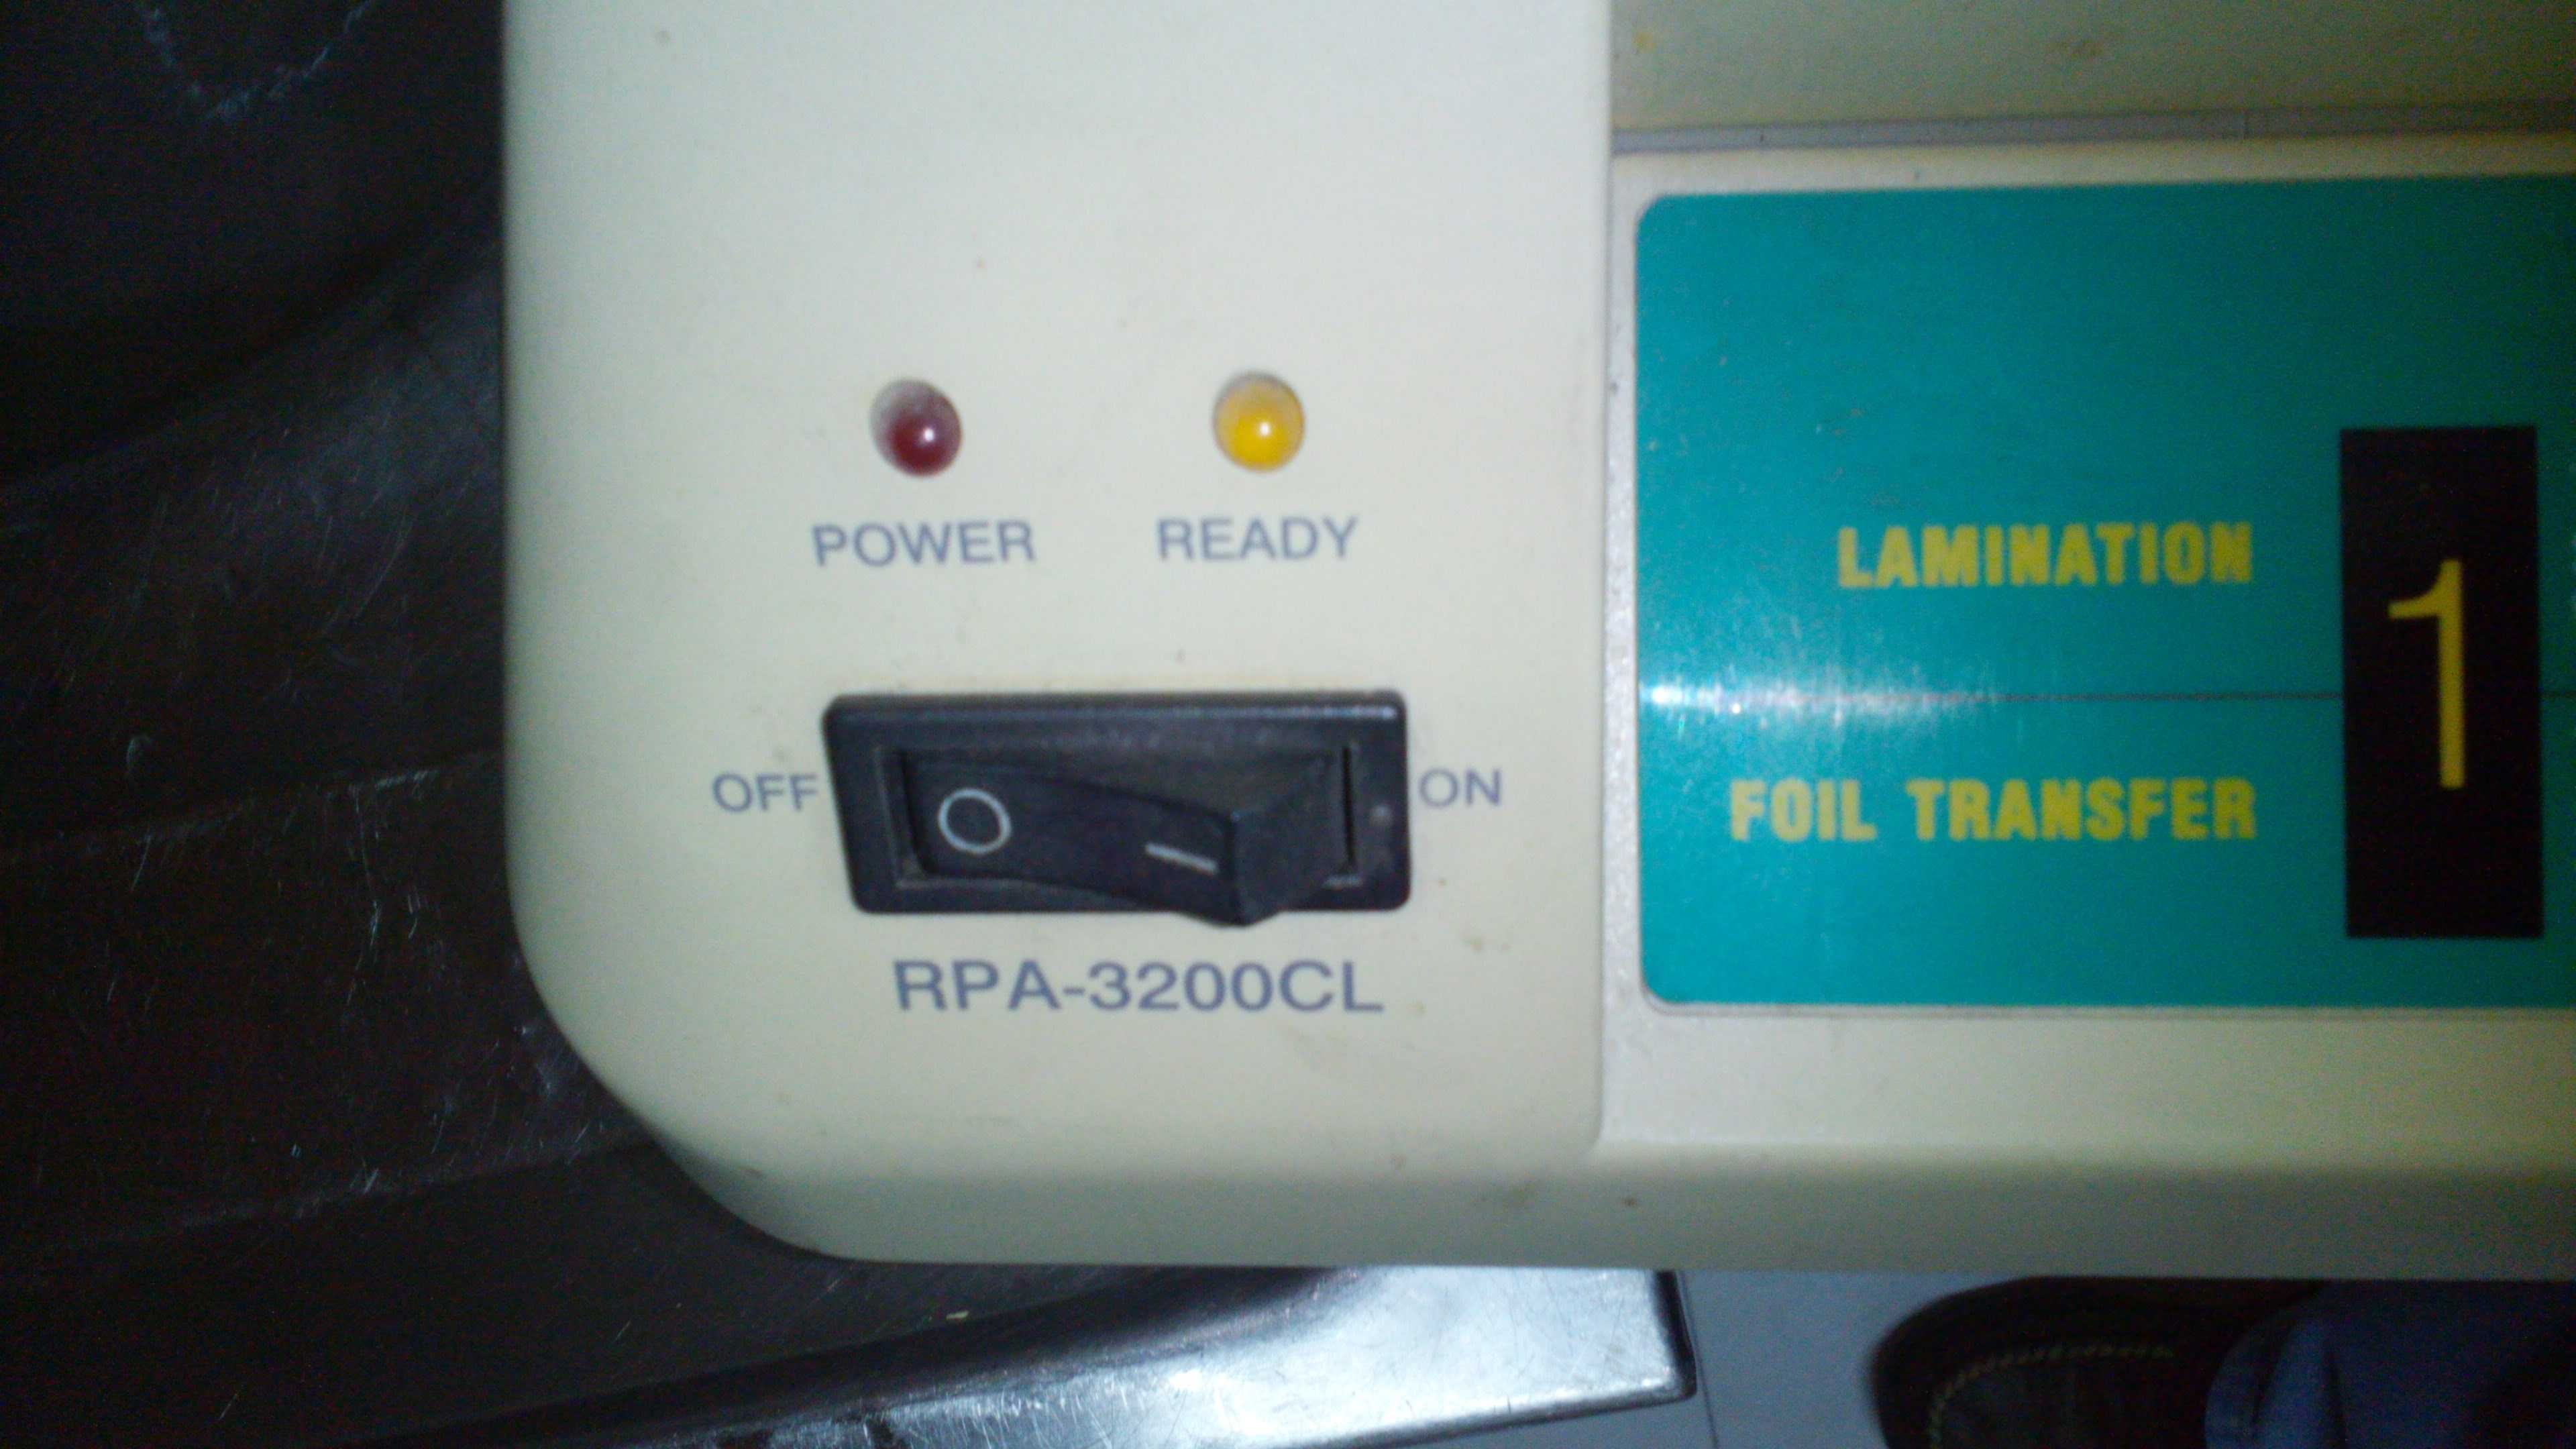 POWER READY
OFF ON
RPA-3200CL
LAMINATION
FOIL TRANSFER
1